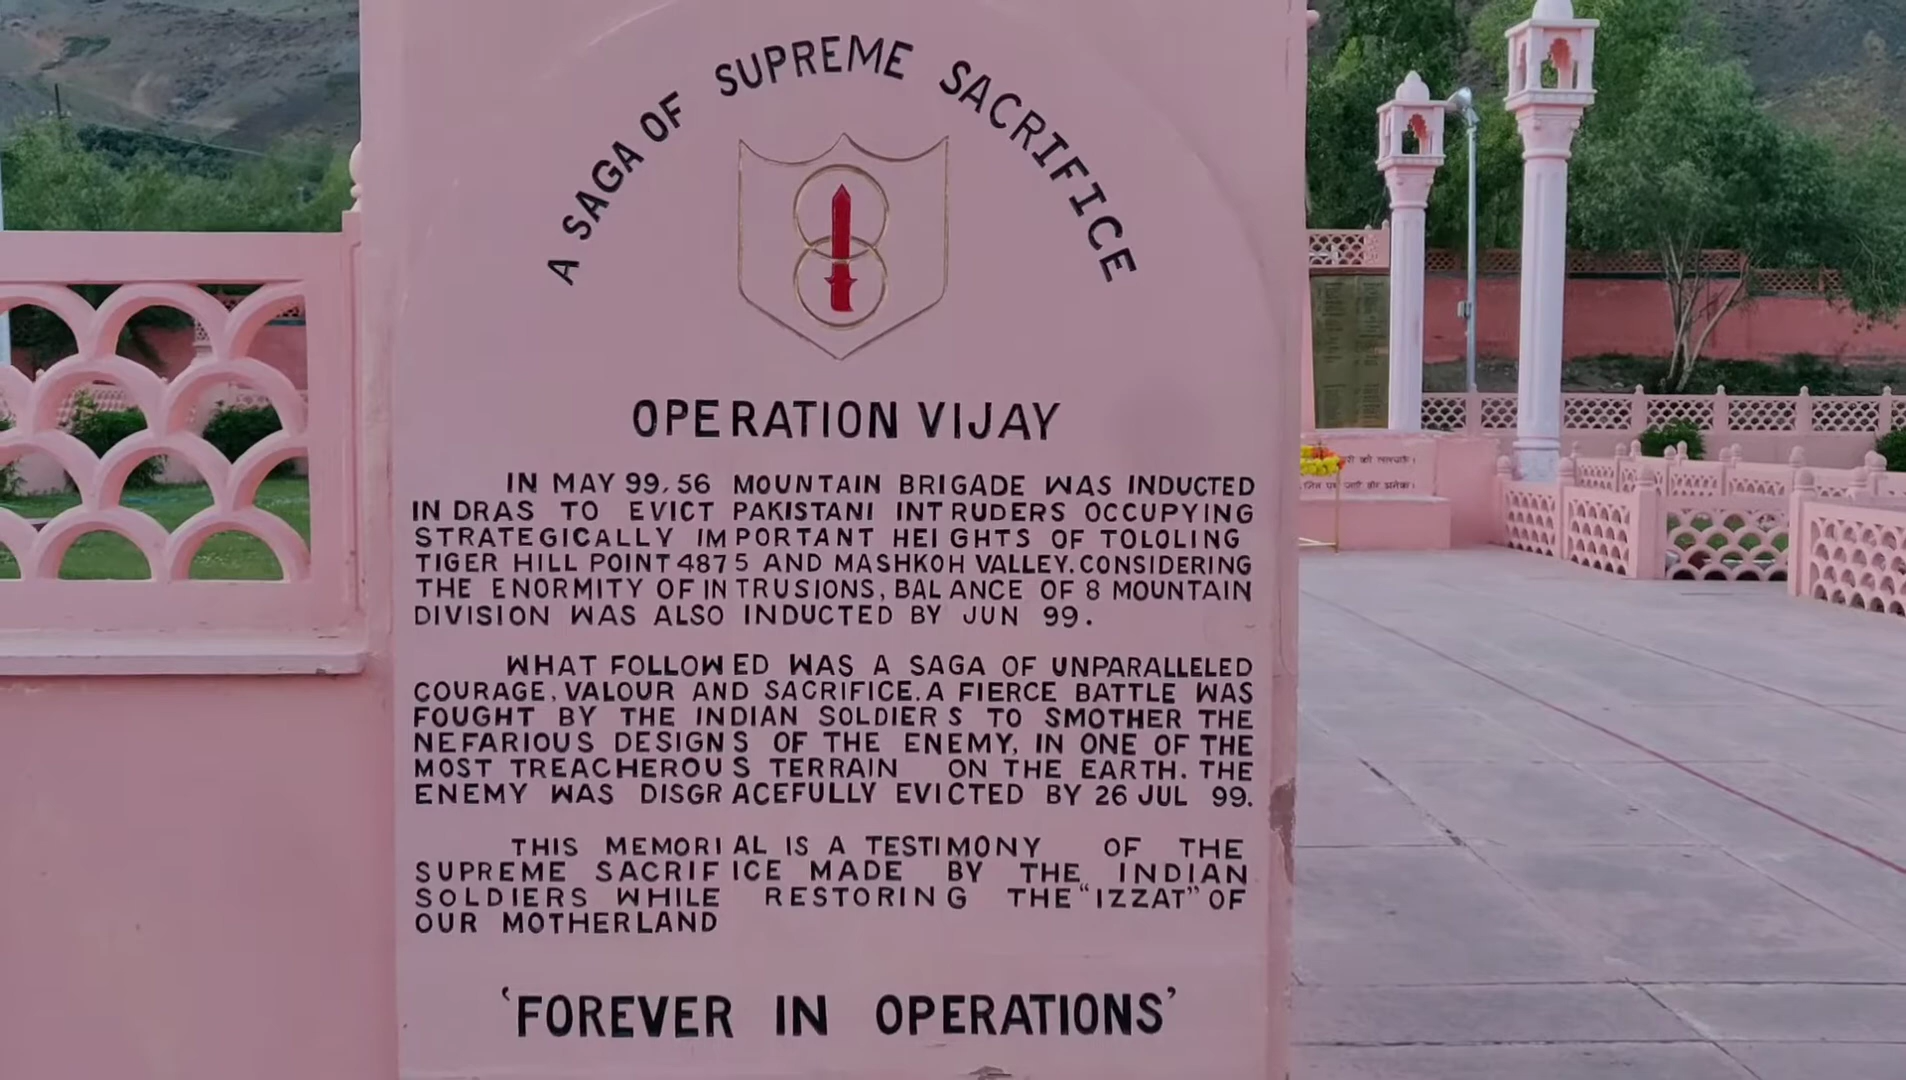 A SAGA OF SUPREME SACRIFICE
OPERATION VIJAY
IN MAY 99, 56 MOUNTAIN BRIGADE WAS INDUCTED
IN DRAS TO EVICT PAKISTANI INTRUDERS OCCUPYING
STRATEGICALLY IMPORTANT HEIGHTS OF TOLOLING
TIGER HILL POINT 4875 AND MASHKOH VALLEY. CONSIDERING
THE ENORMITY OF INTRUSIONS, BALANCE OF 8 MOUNTAIN
DIVISION WAS ALSO INDUCTED BY JUN 99.
WHAT FOLLOWED WAS A SAGA OF UNPARALLELED
COURAGE, VALOUR AND SACRIFICE. A FIERCE BATTLE WAS
FOUGHT BY THE INDIAN SOLDIERS TO SMOTHER THE
NEFARIOUS DESIGNS OF THE ENEMY, IN ONE OF THE
MOST TREACHEROUS TERRAIN ON THE EARTH. THE
ENEMY WAS DISGRACEFULLY EVICTED BY 26 JUL 99.
THIS MEMORIAL IS A TESTIMONY OF THE
SUPREME SACRIFICE MADE BY THE INDIAN
SOLDIERS WHILE RESTORING THE "IZZAT" OF
OUR MOTHERLAND
'FOREVER IN OPERATIONS'